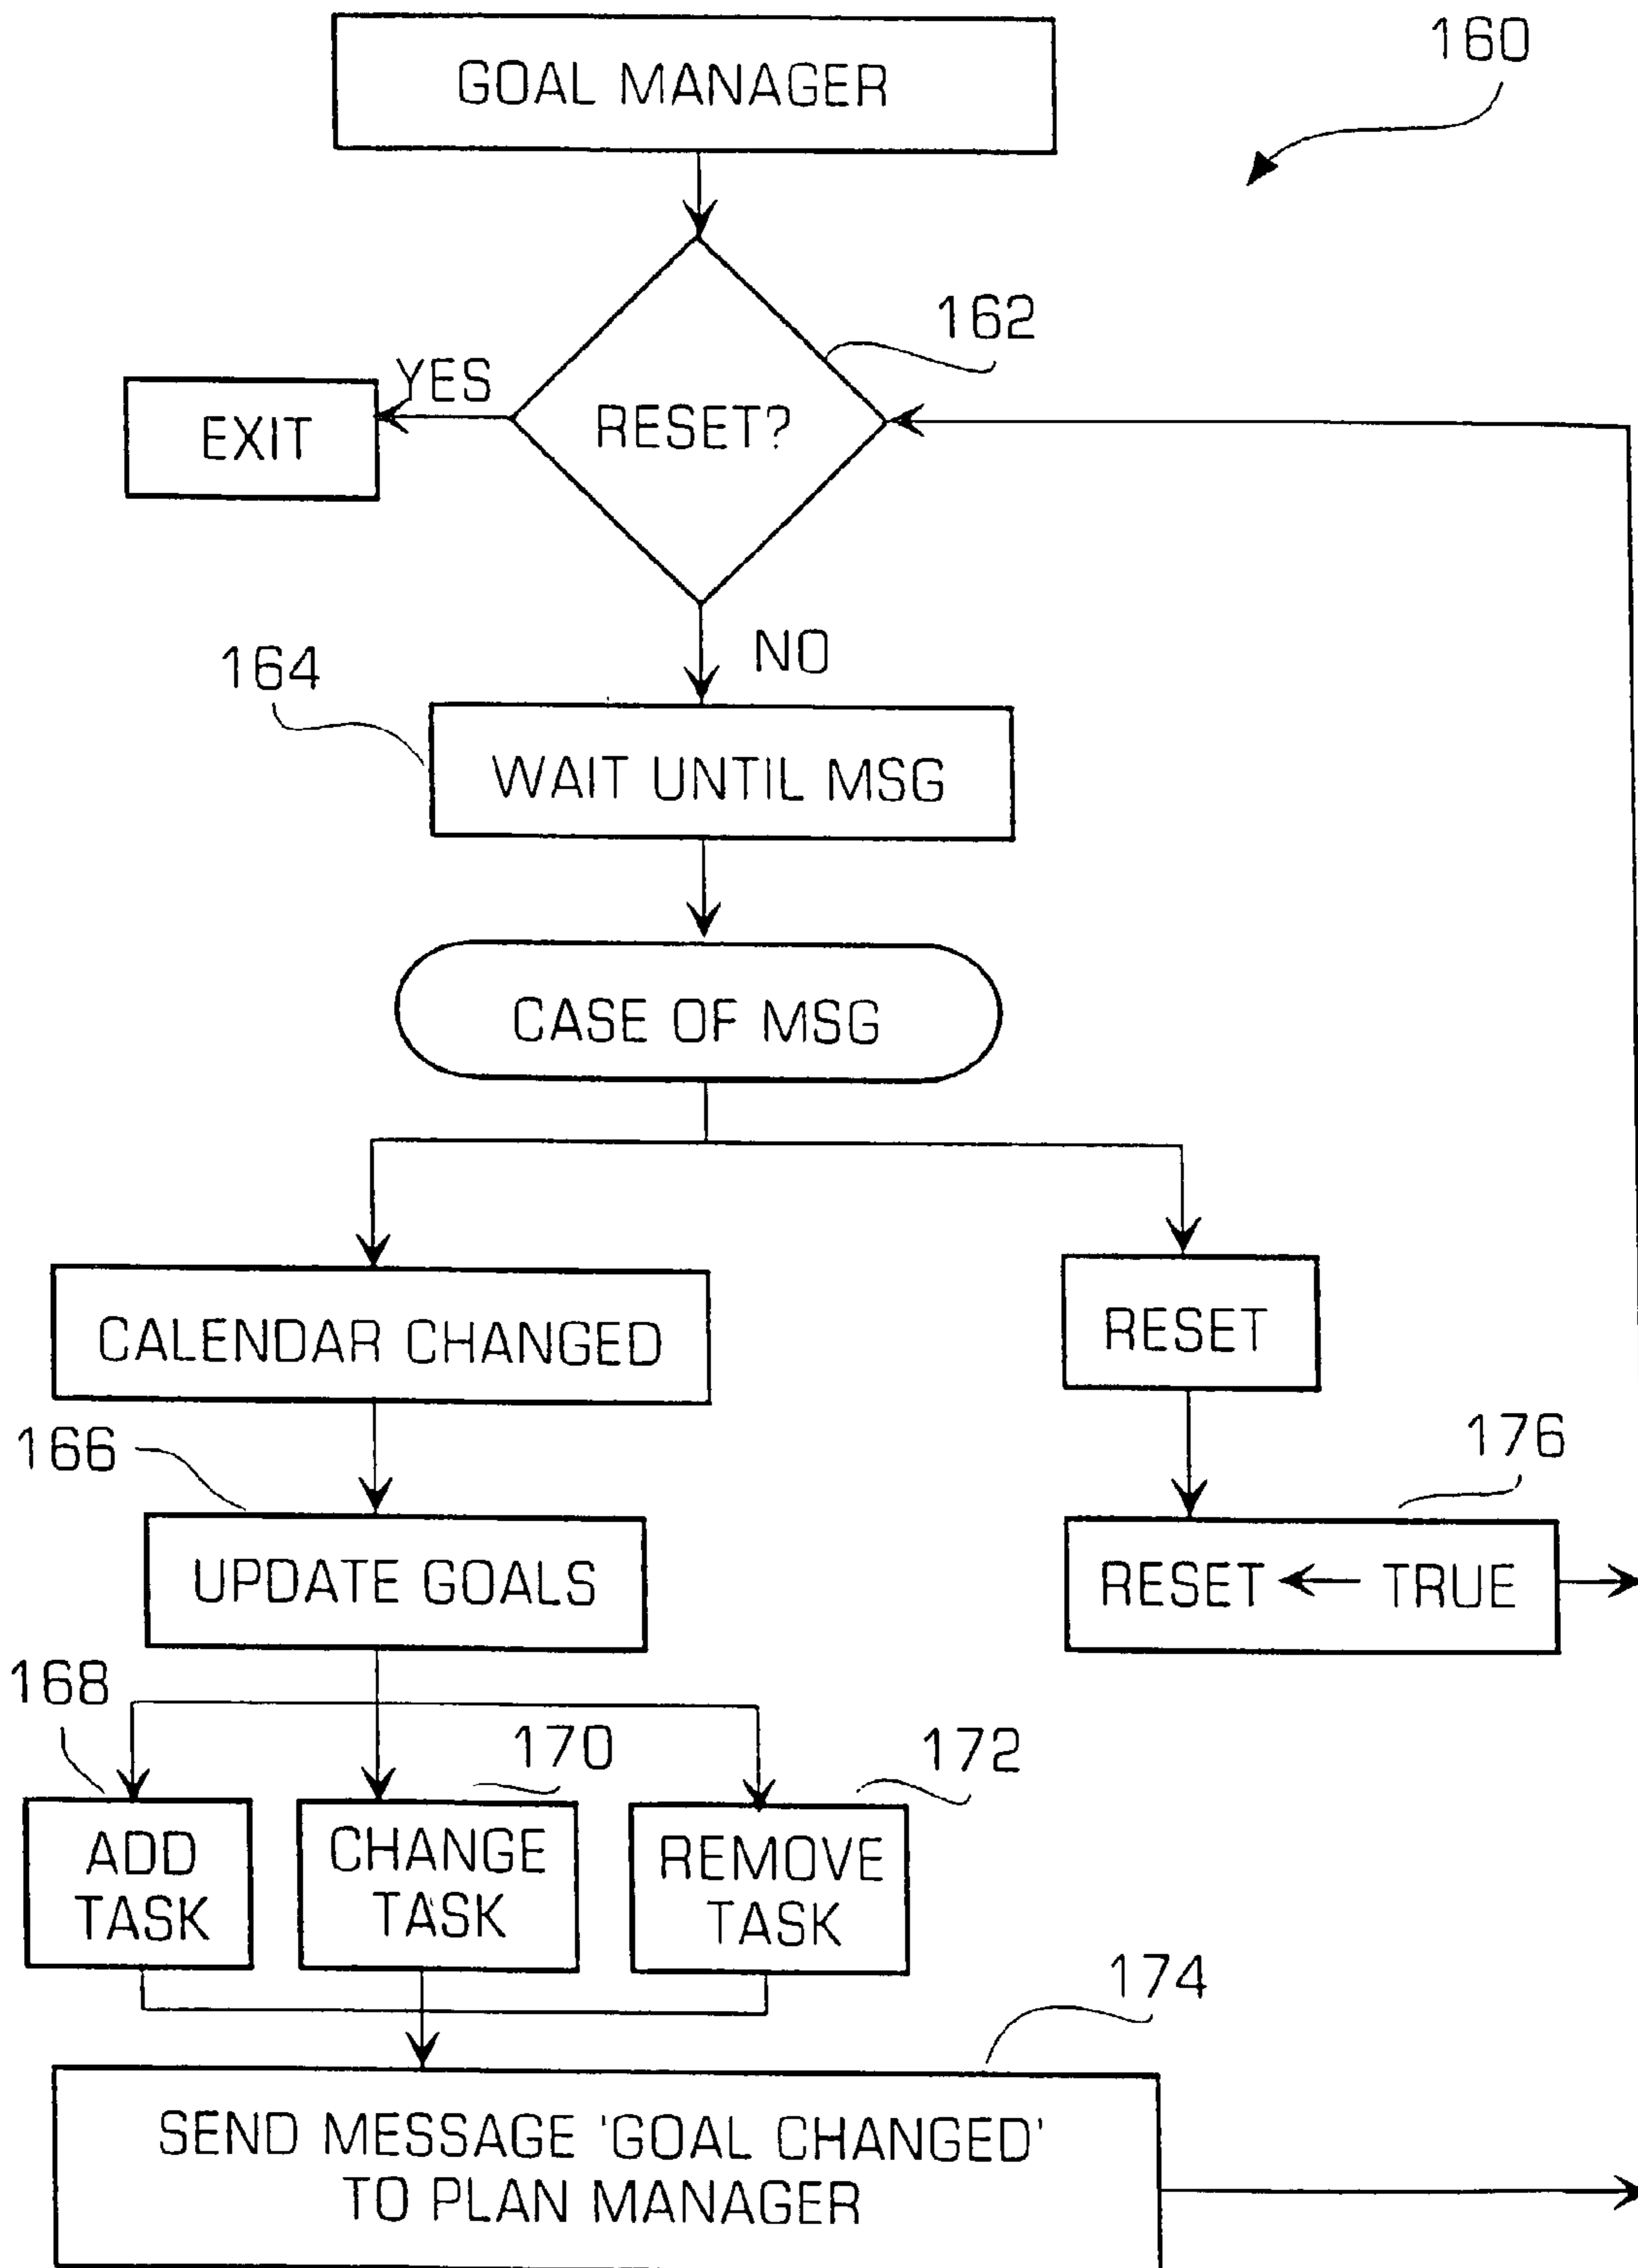 GOAL MANAGER
160
162
YES
EXIT
RESET?
NO
164
WAIT UNTIL MSG
CASE OF MSG
CALENDAR CHANGED
RESET
166
176
UPDATE GOALS
RESET ← TRUE
168
170
172
ADD
TASK
CHANGE
TASK
REMOVE
TASK
174
SEND MESSAGE 'GOAL CHANGED'
TO PLAN MANAGER